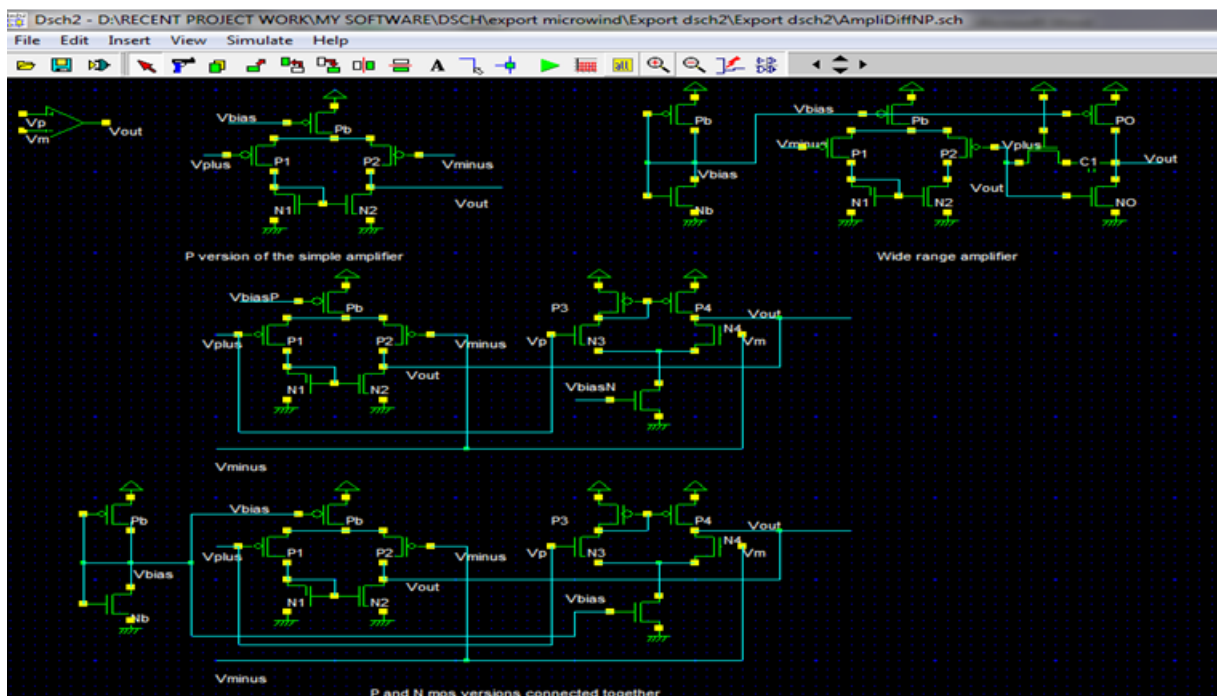 Dsch2 - D:\RECENT PROJECT WORK\MY SOFTWARE\DSCH\export microwind\Export dsch2\Export dsch2\AmpliDiffNP.sch
File Edit Insert View Simulate Help
A
Vp
Vm
Vout
Vbias
Pb
Vplus
P1
P2
Vminus
N1
N2
Vout
P version of the simple amplifier
Pb
Vbias
Nb
Vbias
Pb
Vminus
P1
P2
Vplus
N1
N2
Vout
C1
PO
Vout
NO
Wide range amplifier
VbiasP
Pb
Vplus
P1
P2
Vminus
N1
N2
Vout
P3
P4
Vout
Vp
N3
N4
Vm
VbiasN
Vminus
Pb
Vbias
Nb
Vbias
Pb
Vplus
P1
P2
Vminus
N1
N2
Vout
P3
P4
Vout
Vp
N3
N4
Vm
Vbias
Vminus
P and N mos versions connected together